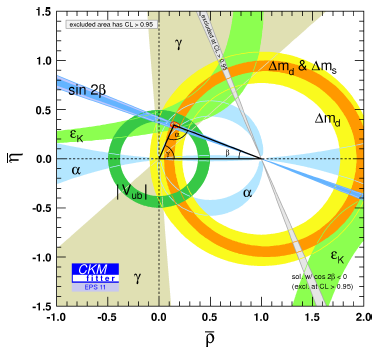 excluded area has CL > 0.95
excluded at CL > 0.95
γ
Δm_d & Δm_s
sin 2β
Δm_d
ε_K
α
α
γ
β
|V_ub|
α
ε_K
γ
CKM
fitter
EPS 11
sol. w/ cos 2β < 0
(excl. at CL > 0.95)
1.5
1.0
0.5
0.0
-0.5
-1.0
-1.5
η̅
-1.0
-0.5
0.0
0.5
1.0
1.5
2.0
ρ̅